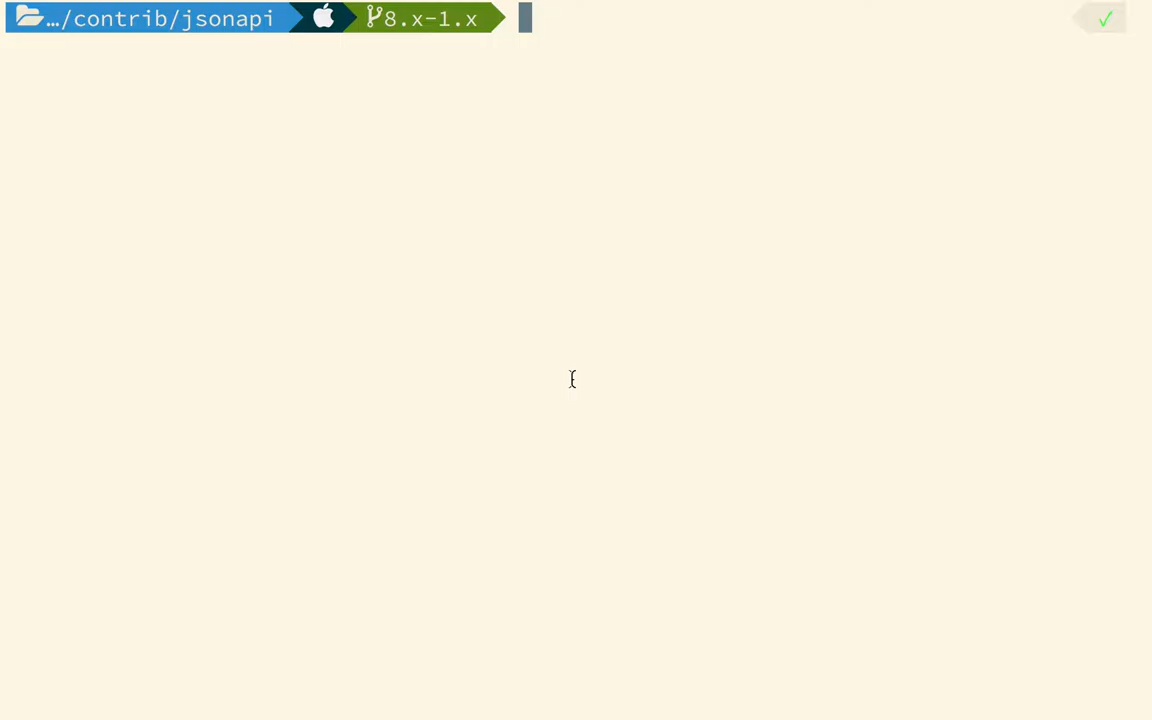 …/contrib/jsonapi 8.x-1.x ✓